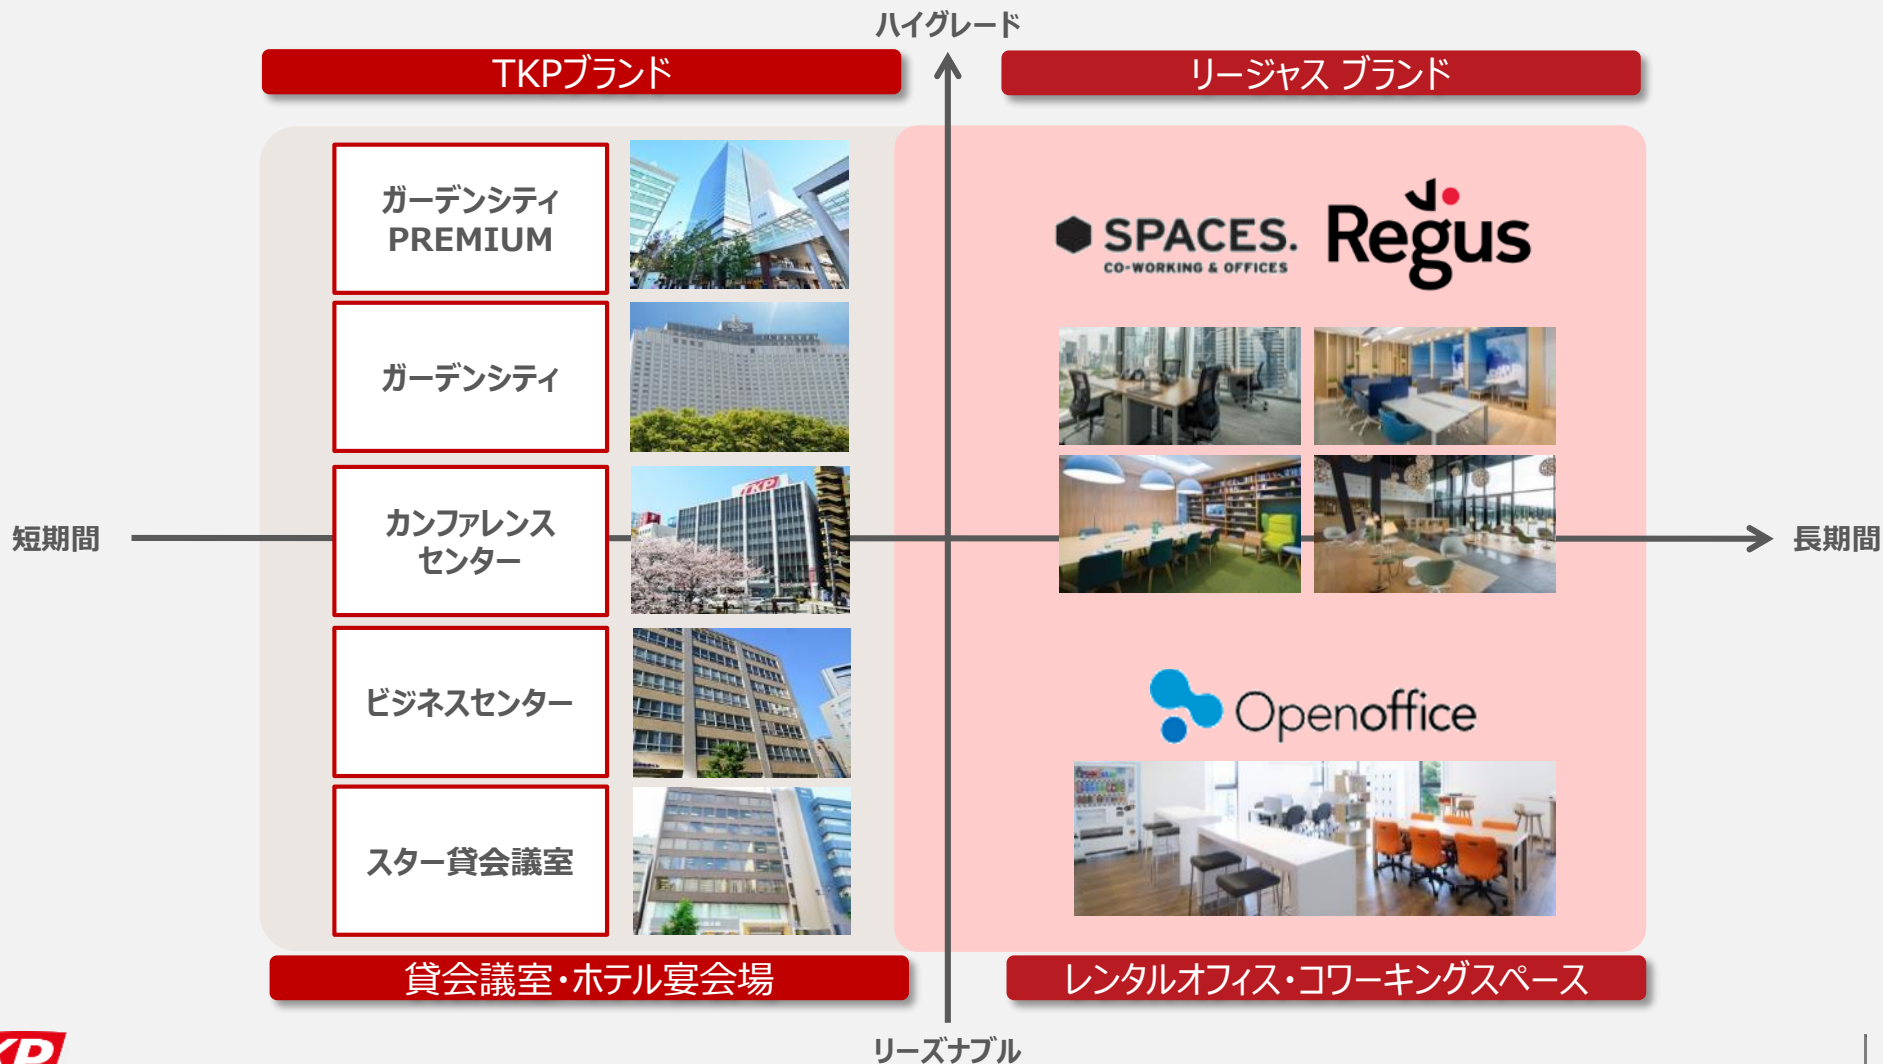 ハイグレード
TKPブランド
リージャス ブランド
ガーデンシティ
PREMIUM
SPACES.
CO-WORKING & OFFICES
Regus
ガーデンシティ
短期間
カンファレンス
センター
TKP
長期間
ビジネスセンター
Openoffice
スター貸会議室
貸会議室・ホテル宴会場
レンタルオフィス・コワーキングスペース
リーズナブル